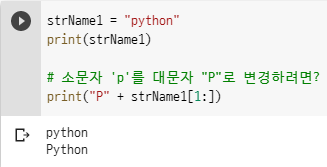 strName1 = "python"
print(strName1)
# 소문자 'p'를 대문자 "P"로 변경하려면?
print("P" + strName1[1:])
python
Python